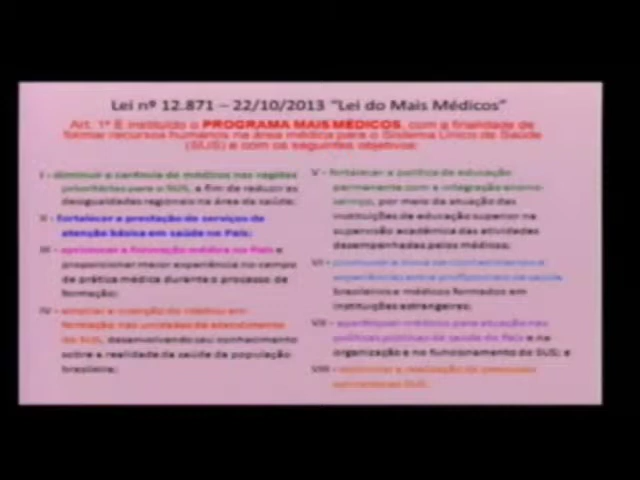 Lei nº 12.871 – 22/10/2013 "Lei do Mais Médicos"
Art. 1º É instituído o PROGRAMA MAIS MÉDICOS, com a finalidade de
formar recursos humanos na área médica para o Sistema Único de Saúde
(SUS) e com os seguintes objetivos:
I - diminuir a carência de médicos nas regiões
prioritárias para o SUS, a fim de reduzir as
desigualdades regionais na área da saúde;
II - fortalecer a prestação de serviços de
atenção básica em saúde no País;
III - aprimorar a formação médica no País e
proporcionar maior experiência no campo
de prática médica durante o processo de
formação;
IV - ampliar a inserção do médico em
formação nas unidades de atendimento
do SUS, desenvolvendo seu conhecimento
sobre a realidade da saúde da população
brasileira;
V - fortalecer a política de educação
permanente com a integração ensino-
serviço, por meio da atuação das
instituições de educação superior na
supervisão acadêmica das atividades
desempenhadas pelos médicos;
VI - promover a troca de conhecimentos e
experiências entre profissionais da saúde
brasileiros e médicos formados em
instituições estrangeiras;
VII - aperfeiçoar médicos para atuação nas
políticas públicas de saúde do País e na
organização e no funcionamento do SUS; e
VIII - estimular a realização de pesquisas
aplicadas ao SUS.